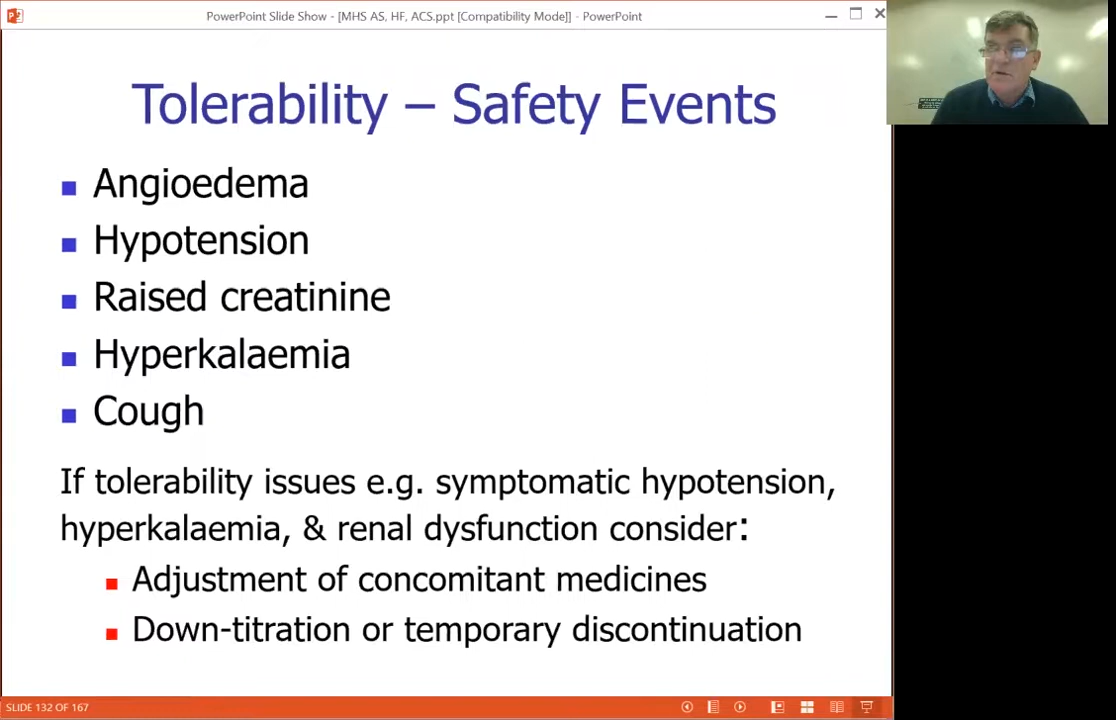 PowerPoint Slide Show - [MHS AS, HF, ACS.ppt [Compatibility Mode]] - PowerPoint
Tolerability – Safety Events
Angioedema
Hypotension
Raised creatinine
Hyperkalaemia
Cough
If tolerability issues e.g. symptomatic hypotension,
hyperkalaemia, & renal dysfunction consider:
Adjustment of concomitant medicines
Down-titration or temporary discontinuation
SLIDE 132 OF 167